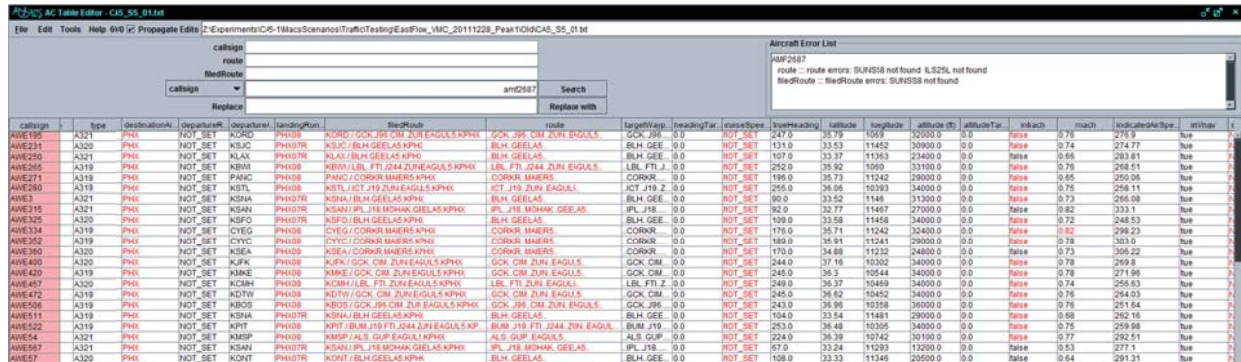 AC Table Editor - CA5_S5_01.txt
File Edit Tools Help 6V0 Propagate Edits Z:\Experiments\CA5-1\MacsScenarios\Traffic\Testing\EastFlow_VMC_20111228_Peak1\Old\CA5_S5_01.txt
callsign
route
filedRoute
callsign amf2687 Search
Replace Replace with
Aircraft Error List
AMF2687
route ::: route errors: SUNS8 not found ILS25L not found
filedRoute ::: filedRoute errors: SUNSS8 not found
callsign type destinationAi... departureR... departureA... landingRun... filedRoute route targetWayp... headingTar... trueHeading latitude longitude altitude (ft) altitudeTar... inMach mach indicatedAirSpe... inVnav
AWE195 A321 PHX NOT_SET KORD PHX08 KORD./.GCK.J96.CIM.ZUN.EAGUL5.KPHX .GCK..J96.CIM.ZUN.EAGUL5.. .GCK..J96... 0.0 NOT_SET 247.0 35.79 1069 32000.0 0.0 false 0.76 276.9 true
AWE231 A320 PHX NOT_SET KSJC PHX07R KSJC./.BLH.GEELA5.KPHX .BLH.GEELA5.. .BLH..GEE... 0.0 NOT_SET 131.0 33.53 11452 30900.0 0.0 false 0.74 274.77 true
AWE250 A321 PHX NOT_SET KLAX PHX07R KLAX./.BLH.GEELA5.KPHX .BLH.GEELA5.. .BLH..GEE... 0.0 NOT_SET 107.0 33.37 11363 23400.0 0.0 false 0.66 283.81 true
AWE265 A319 PHX NOT_SET KBWI PHX08 KBWI./.LBL.FTI.J244.ZUN.EAGUL5.KPHX .LBL..FTI.J244.ZUN.EAGUL5.. .LBL..FTI.J... 0.0 NOT_SET 252.0 35.92 1060 33100.0 0.0 false 0.76 268.51 true
AWE271 A319 PHX NOT_SET PANC PHX08 PANC./.CORKR.MAIER5.KPHX .CORKR.MAIER5.. .CORKR.... 0.0 NOT_SET 196.0 35.73 11242 29000.0 0.0 false 0.65 250.06 true
AWE280 A319 PHX NOT_SET KSTL PHX08 KSTL./.ICT.J19.ZUN.EAGUL5.KPHX .ICT.J19.ZUN.EAGUL5.. .ICT..J19.Z... 0.0 NOT_SET 255.0 36.06 10393 34000.0 0.0 false 0.75 258.11 true
AWE3 A321 PHX NOT_SET KSNA PHX07R KSNA./.BLH.GEELA5.KPHX .BLH.GEELA5.. .BLH..GEE... 0.0 NOT_SET 90.0 33.52 1146 31300.0 0.0 false 0.73 266.08 true
AWE315 A321 PHX NOT_SET KSAN PHX07R KSAN./.IPL.J18.MOHAK.GEELA5.KPHX .IPL.J18.MOHAK.GEELA5.. .IPL..J18.... 0.0 NOT_SET 92.0 32.77 11467 27000.0 0.0 false 0.82 333.1 true
AWE325 A320 PHX NOT_SET KSFO PHX07R KSFO./.BLH.GEELA5.KPHX .BLH.GEELA5.. .BLH..GEE... 0.0 NOT_SET 109.0 33.58 11458 34000.0 0.0 false 0.72 248.53 true
AWE334 A319 PHX NOT_SET CYEG PHX08 CYEG./.CORKR.MAIER5.KPHX .CORKR.MAIER5.. .CORKR.... 0.0 NOT_SET 176.0 35.71 11242 32400.0 0.0 false 0.82 298.23 true
AWE352 A319 PHX NOT_SET CYYC PHX08 CYYC./.CORKR.MAIER5.KPHX .CORKR.MAIER5.. .CORKR.... 0.0 NOT_SET 189.0 35.91 11241 29000.0 0.0 false 0.78 303.0 true
AWE360 A320 PHX NOT_SET KSEA PHX08 KSEA./.CORKR.MAIER5.KPHX .CORKR.MAIER5.. .CORKR.... 0.0 NOT_SET 170.0 34.88 11232 24800.0 0.0 false 0.73 306.22 true
AWE400 A320 PHX NOT_SET KJFK PHX08 KJFK./.GCK.CIM.ZUN.EAGUL5.KPHX .GCK.CIM.ZUN.EAGUL5.. .GCK..CIM... 0.0 NOT_SET 244.0 37.16 10302 34000.0 0.0 false 0.78 269.8 true
AWE420 A319 PHX NOT_SET KMKE PHX08 KMKE./.GCK.CIM.ZUN.EAGUL5.KPHX .GCK.CIM.ZUN.EAGUL5.. .GCK..CIM... 0.0 NOT_SET 245.0 36.3 10544 34000.0 0.0 false 0.78 271.96 true
AWE457 A320 PHX NOT_SET KCMH PHX08 KCMH./.LBL.FTI.ZUN.EAGUL5.KPHX .LBL.FTI.ZUN.EAGUL5.. .LBL..FTI.Z... 0.0 NOT_SET 249.0 36.37 10469 34000.0 0.0 false 0.74 256.63 true
AWE472 A319 PHX NOT_SET KDTW PHX08 KDTW./.GCK.CIM.ZUN.EAGUL5.KPHX .GCK.CIM.ZUN.EAGUL5.. .GCK..CIM... 0.0 NOT_SET 245.0 36.62 10452 34000.0 0.0 false 0.76 264.03 true
AWE506 A319 PHX NOT_SET KBOS PHX08 KBOS./.GCK.J96.CIM.ZUN.EAGUL5.KPHX .GCK.J96.CIM.ZUN.EAGUL5.. .GCK..J96... 0.0 NOT_SET 243.0 36.96 10358 36000.0 0.0 false 0.76 251.64 true
AWE511 A319 PHX NOT_SET KSNA PHX07R KSNA./.BLH.GEELA5.KPHX .BLH.GEELA5.. .BLH..GEE... 0.0 NOT_SET 104.0 33.54 11481 29000.0 0.0 false 0.68 262.16 true
AWE522 A319 PHX NOT_SET KPIT PHX08 KPIT./.BUM.J19.FTI.J244.ZUN.EAGUL5.KP... .BUM.J19.FTI.J244.ZUN.EAGUL... .BUM..J19... 0.0 NOT_SET 253.0 36.48 10305 34000.0 0.0 false 0.75 259.98 true
AWE54 A321 PHX NOT_SET KMSP PHX08 KMSP./.ALS.GUP.EAGUL5.KPHX .ALS.GUP.EAGUL5.. .ALS..GUP... 0.0 NOT_SET 224.0 36.39 10742 30100.0 0.0 false 0.77 292.51 true
AWE567 A321 PHX NOT_SET KSAN PHX07R KSAN./.IPL.J18.MOHAK.GEELA5.KPHX .IPL.J18.MOHAK.GEELA5.. .IPL..J18.... 0.0 NOT_SET 67.0 33.24 11293 13200.0 0.0 false 0.53 277.1 true
AWE57 A320 PHX NOT_SET KONT PHX07R KONT./.BLH.GEELA5.KPHX .BLH.GEELA5.. .BLH..GEE... 0.0 NOT_SET 108.0 33.33 11346 20500.0 0.0 false 0.64 291.31 true